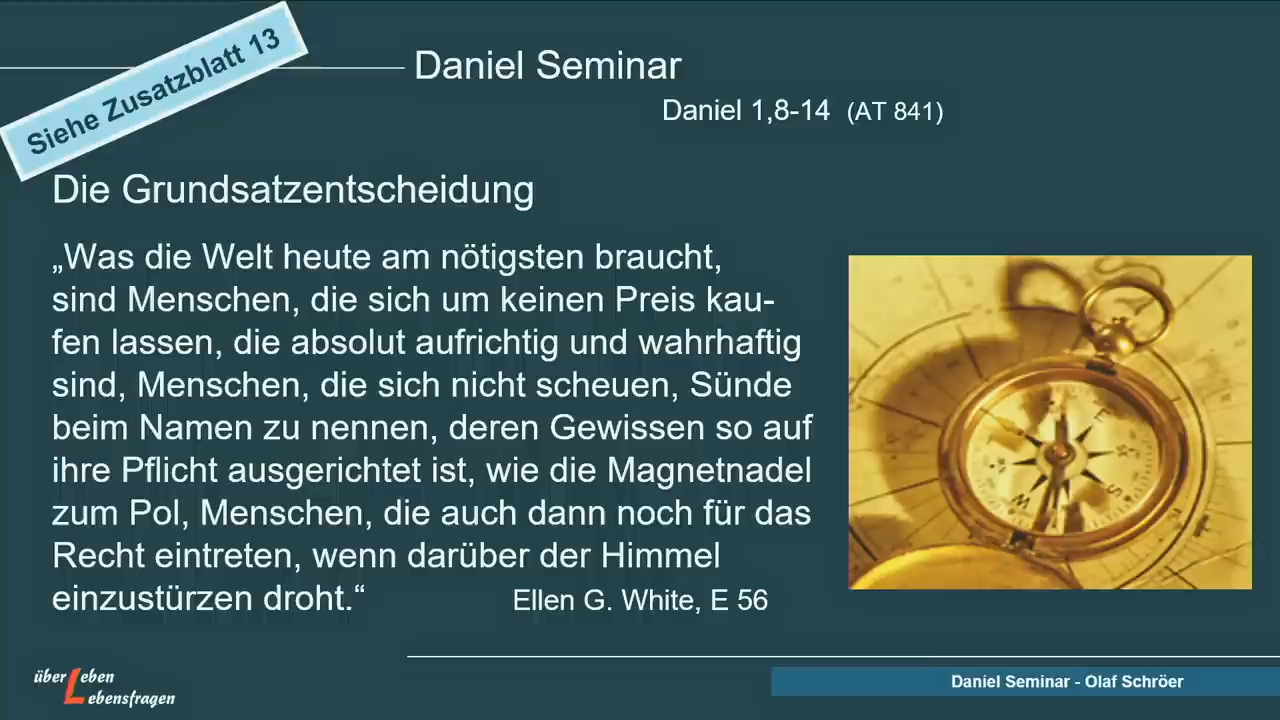 Siehe Zusatzblatt 13
Daniel Seminar
Daniel 1,8-14 (AT 841)
Die Grundsatzentscheidung
„Was die Welt heute am nötigsten braucht,
sind Menschen, die sich um keinen Preis kau-
fen lassen, die absolut aufrichtig und wahrhaftig
sind, Menschen, die sich nicht scheuen, Sünde
beim Namen zu nennen, deren Gewissen so auf
ihre Pflicht ausgerichtet ist, wie die Magnetnadel
zum Pol, Menschen, die auch dann noch für das
Recht eintreten, wenn darüber der Himmel
einzustürzen droht.“ Ellen G. White, E 56
über Leben
Lebensfragen
Daniel Seminar - Olaf Schröer